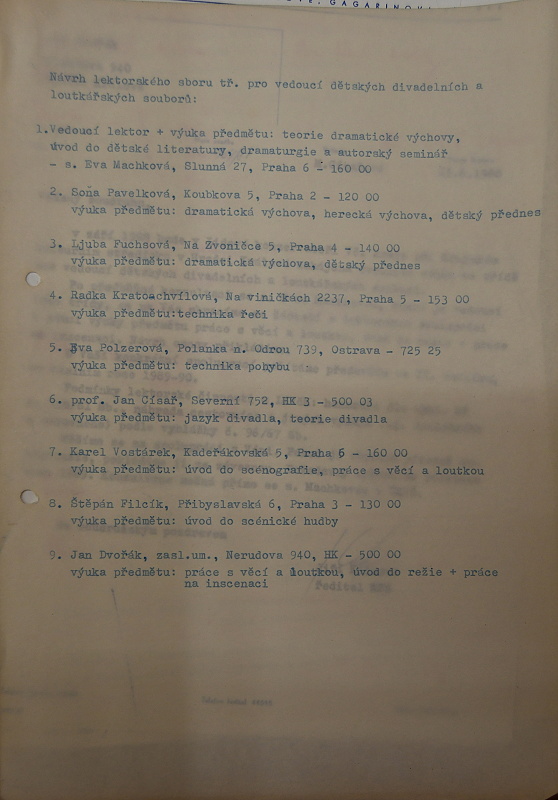 GAGARINOV
Návrh lektorského sboru tř. pro vedoucí dětských divadelních a
loutkářských souborů:
1.Vedoucí lektor + výuka předmětu: teorie dramatické výchovy,
úvod do dětské literatury, dramaturgie a autorský seminář
- s. Eva Machková, Slunná 27, Praha 6 - 160 00
2. Soňa Pavelková, Koubkova 5, Praha 2 - 120 00
výuka předmětu: dramatická výchova, herecká výchova, dětský přednes
3. Ljuba Fuchsová, Na Zvoničce 5, Praha 4 - 140 00
výuka předmětu: dramatická výchova, dětský přednes
4. Radka Kratochvílová, Na viničkách 2237, Praha 5 - 153 00
výuka předmětu:technika řeči
5. Eva Polzerová, Polanka n. Odrou 739, Ostrava - 725 25
výuka předmětu: technika pohybu
6. prof. Jan Císař, Severní 752, HK 3 - 500 03
výuka předmětu: jazyk divadla, teorie divadla
7. Karel Vostárek, Kadeřákovská 5, Praha 6 - 160 00
výuka předmětu: úvod do scénografie, práce s věcí a loutkou
8. Štěpán Filcík, Přibyslavská 6, Praha 3 - 130 00
výuka předmětu: úvod do scénické hudby
9. Jan Dvořák, zasl.um., Nerudova 940, HK - 500 00
výuka předmětu: práce s věcí a loutkou, úvod do režie + práce
na inscenaci